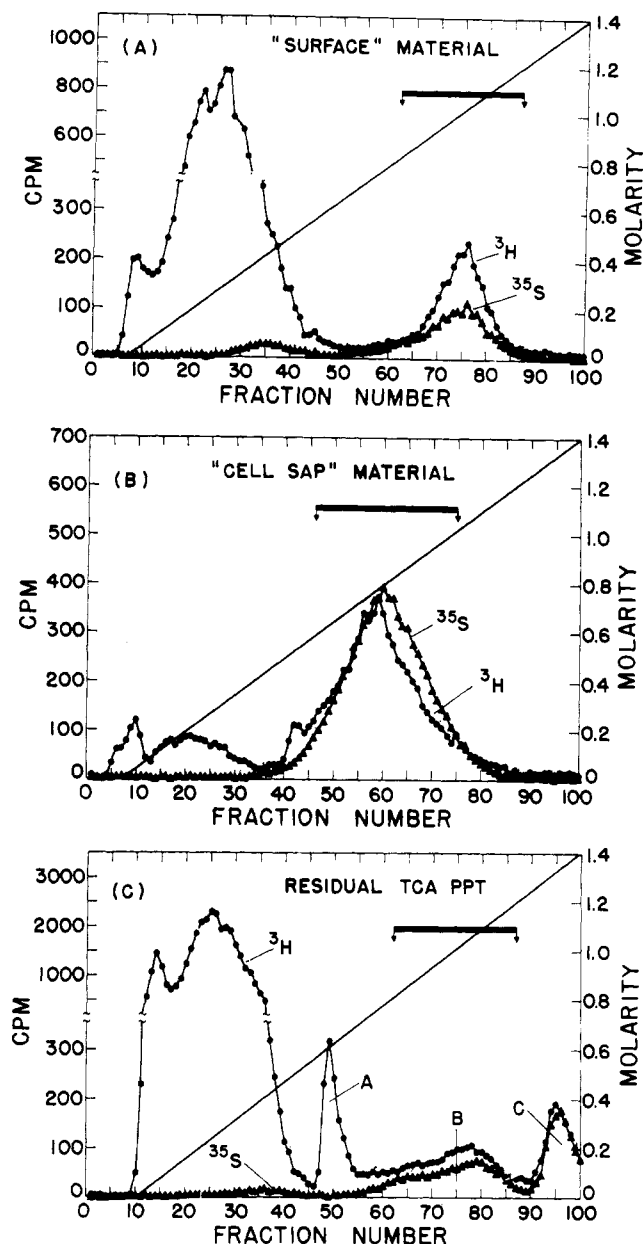 (A) "SURFACE" MATERIAL
1000
800
600
300
200
100
0
CPM
1.4
1.2
1.0
0.8
0.6
0.4
0.2
0
MOLARITY
³H
³⁵S
0 10 20 30 40 50 60 70 80 90 100
FRACTION NUMBER
(B) "CELL SAP" MATERIAL
700
600
500
400
300
200
100
0
CPM
1.4
1.2
1.0
0.8
0.6
0.4
0.2
0
MOLARITY
³⁵S
³H
0 10 20 30 40 50 60 70 80 90 100
FRACTION NUMBER
(C) RESIDUAL TCA PPT
3000
2000
1000
300
200
100
0
CPM
1.4
1.2
1.0
0.8
0.6
0.4
0.2
0
MOLARITY
³H
A
B
C
³⁵S
0 10 20 30 40 50 60 70 80 90 100
FRACTION NUMBER